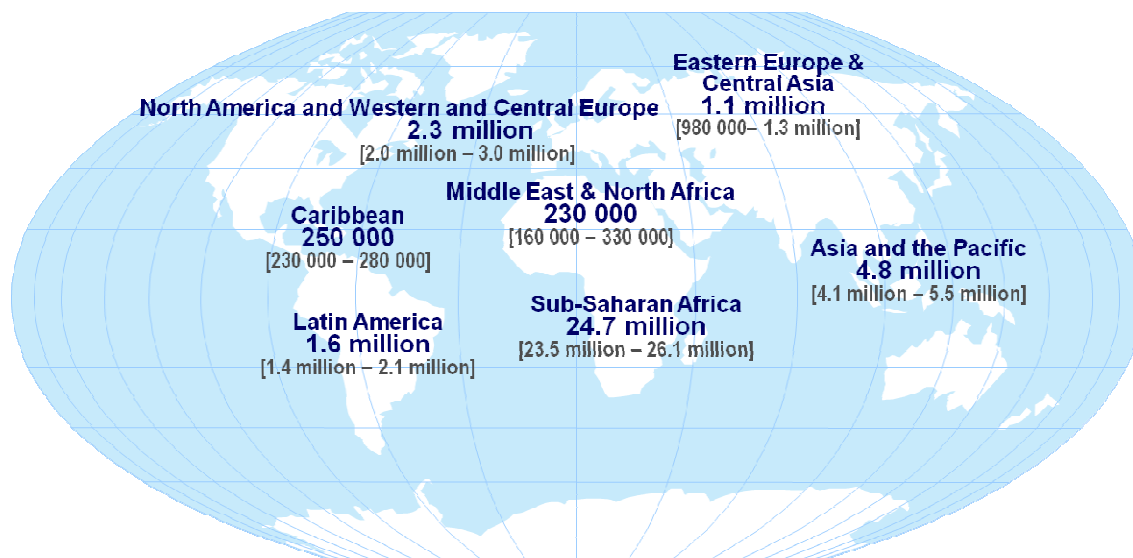 Eastern Europe &
Central Asia
1.1 million
[980 000– 1.3 million]
North America and Western and Central Europe
2.3 million
[2.0 million – 3.0 million]
Middle East & North Africa
230 000
[160 000 – 330 000]
Caribbean
250 000
[230 000 – 280 000]
Asia and the Pacific
4.8 million
[4.1 million – 5.5 million]
Sub-Saharan Africa
24.7 million
[23.5 million – 26.1 million]
Latin America
1.6 million
[1.4 million – 2.1 million]